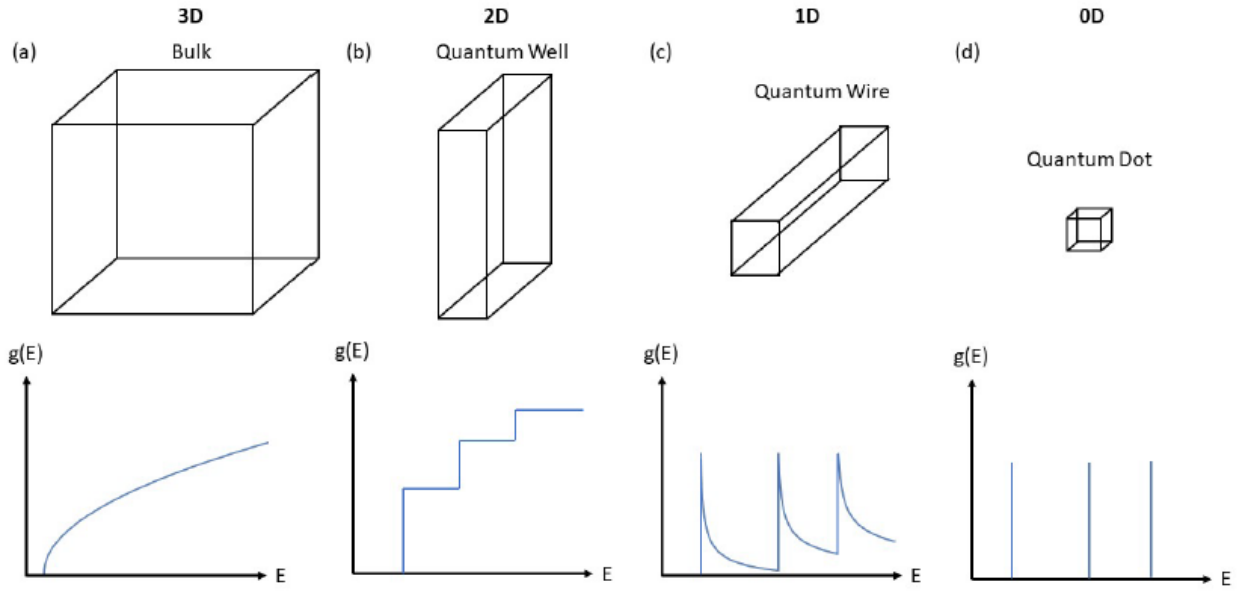 3D
2D
1D
0D
(a)
Bulk
(b)
Quantum Well
(c)
Quantum Wire
(d)
Quantum Dot
g(E)
E
g(E)
E
g(E)
E
g(E)
E